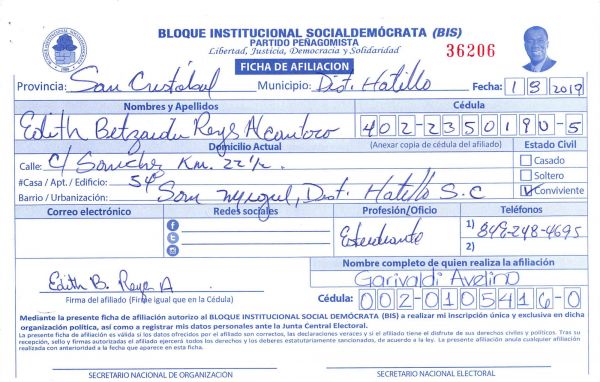 BLOQUE INSTITUCIONAL SOCIALDEMÓCRATA (BIS)
PARTIDO PEÑAGOMISTA
Libertad, Justicia, Democracia y Solidaridad
36206
FICHA DE AFILIACION
Provincia: San Cristóbal Municipio: Dist. Hatillo Fecha: 1 8 2019
Nombres y Apellidos Cédula
Edith Betzaida Reyes Alcantara 402-2350190-5
Domicilio Actual (Anexar copia de la cédula del afiliado) Estado Civil
Calle: C/ Sanchez Km. 22 ½. Casado
#Casa / Apt. / Edificio: 54 Soltero
Barrio / Urbanización: San Miguel, Dist. Hatillo S.C Conviviente
Correo electrónico Redes sociales Profesión/Oficio Teléfonos
Estudiante 1) 849-248-4695
2)
Nombre completo de quien realiza la afiliación
Edith B. Reyes A Garivaldi Avelino
Firma del afiliado (Firme igual que en la Cédula) Cédula: 002-0105416-0
Mediante la presente ficha de afiliación autorizo al BLOQUE INSTITUCIONAL SOCIAL DEMÓCRATA (BIS) a realizar mi inscripción única y exclusiva en dicha
organización política, así como a registrar mis datos personales ante la Junta Central Electoral.
La presente ficha de afiliación es válida si los datos ofrecidos por el afiliado son correctos, las declaraciones veraces y si el afiliado tiene el disfrute de sus derechos civiles y políticos. Tras su
recepción, sello y firmas autorizadas el afiliado ejercerá todos los derechos y los deberes estatutariamente sancionados, de acuerdo a la ley. La presente afiliación anula cualquier afiliación
realizada con anterioridad a la fecha que aparece en esta ficha.
SECRETARIO NACIONAL DE ORGANIZACIÓN SECRETARIO NACIONAL ELECTORAL